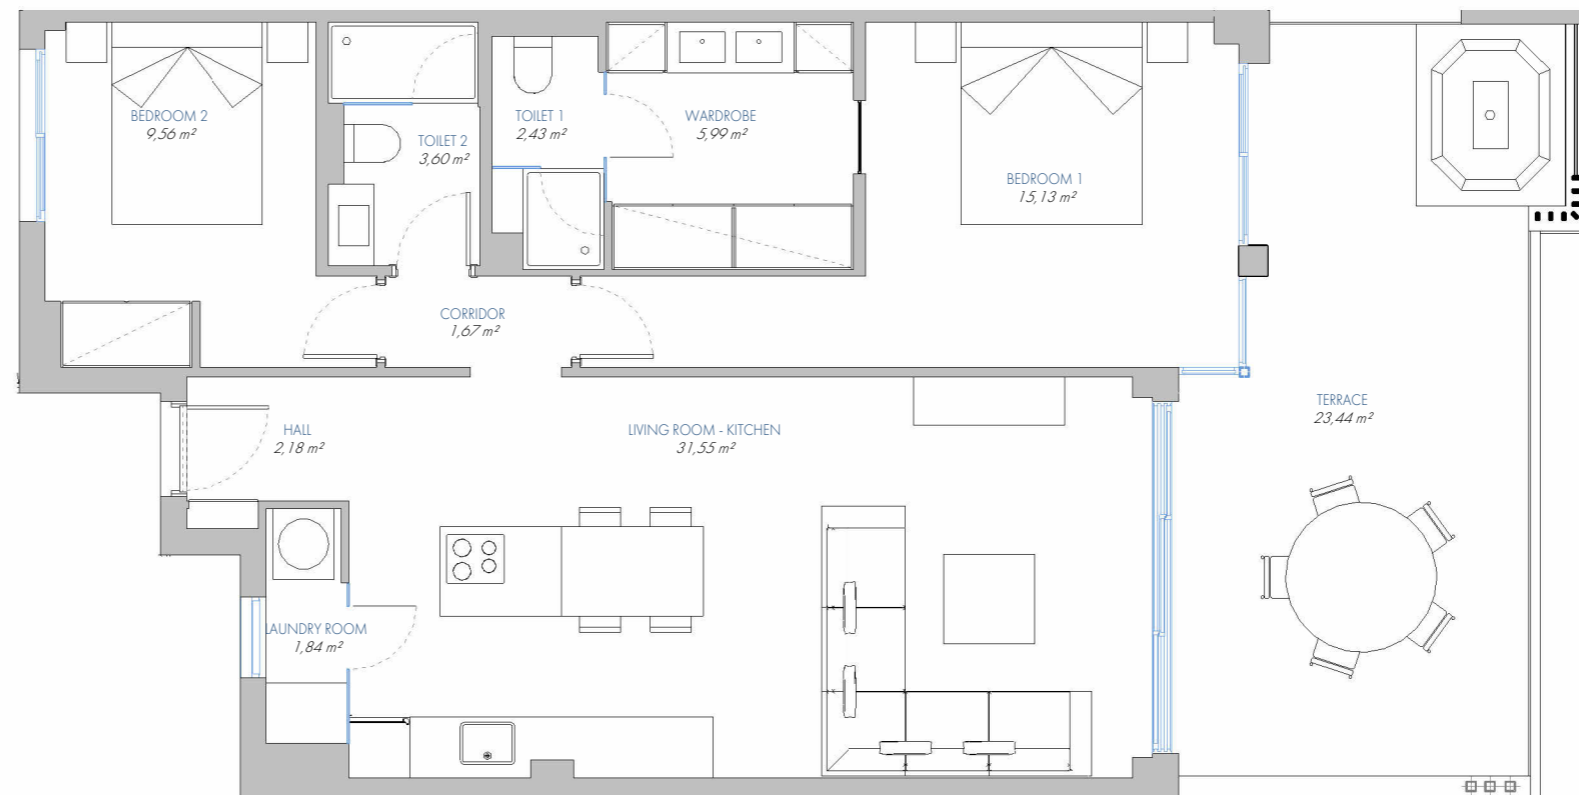 BEDROOM 2
9,56 m²
TOILET 2
3,60 m²
TOILET 1
2,43 m²
WARDROBE
5,99 m²
BEDROOM 1
15,13 m²
CORRIDOR
1,67 m²
HALL
2,18 m²
LIVING ROOM - KITCHEN
31,55 m²
TERRACE
23,44 m²
LAUNDRY ROOM
1,84 m²